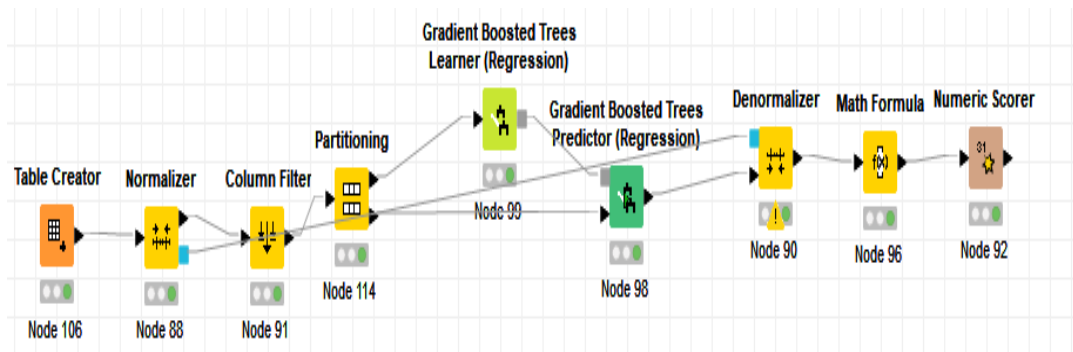 Gradient Boosted Trees
Learner (Regression)
Node 99
Gradient Boosted Trees
Predictor (Regression)
Node 98
Denormalizer
Node 90
Math Formula
f(x)
Node 96
Numeric Scorer
Node 92
Partitioning
Node 114
Table Creator
Node 106
Normalizer
Node 88
Column Filter
Node 91